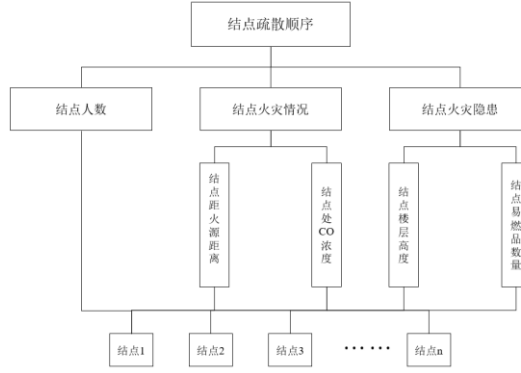 结点疏散顺序
结点人数
结点火灾情况
结点火灾隐患
结点距火源距离
结点处CO浓度
结点楼层高度
结点易燃品数量
结点1
结点2
结点3
……
结点n